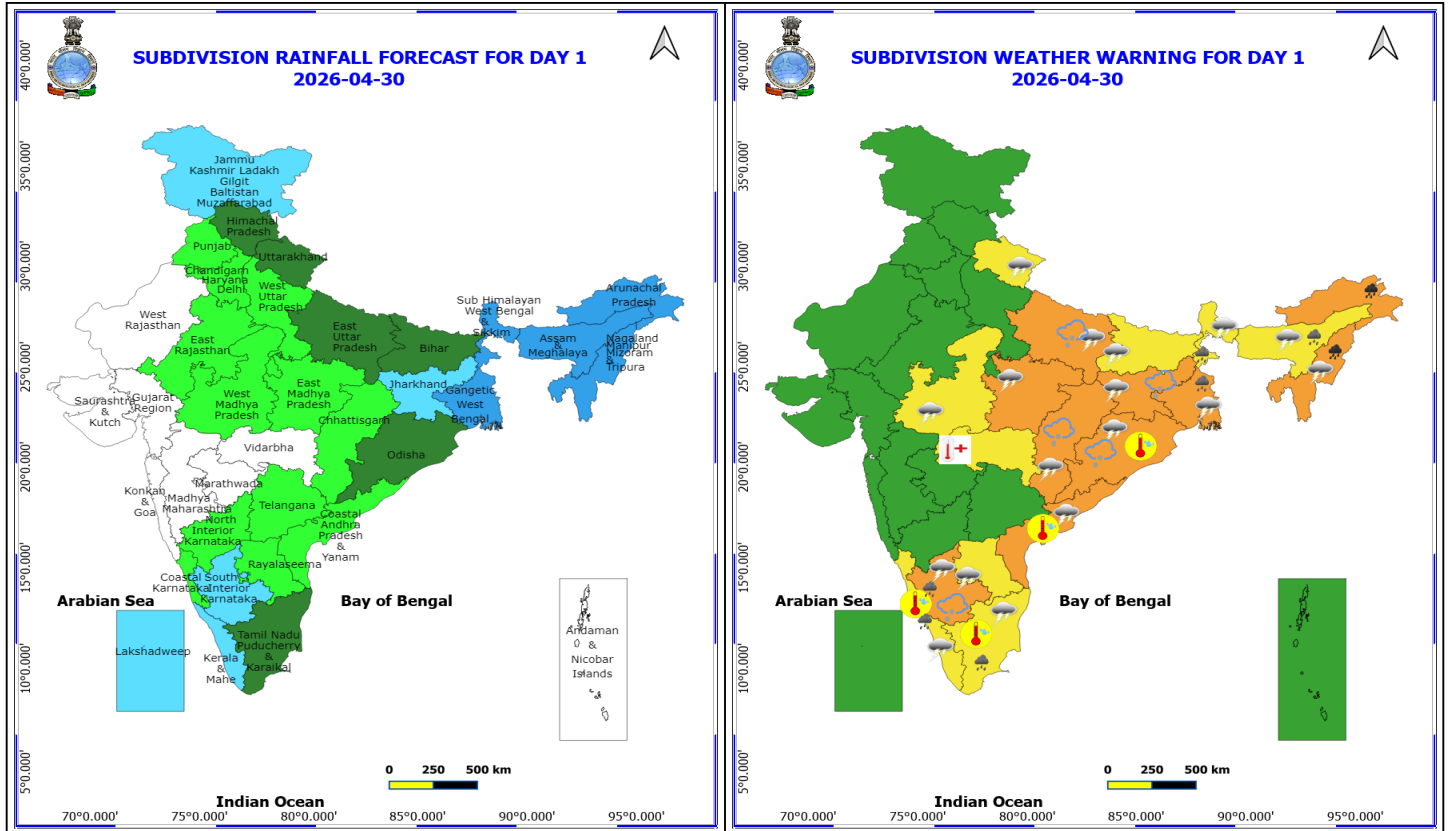 SUBDIVISION RAINFALL FORECAST FOR DAY 1
2026-04-30
40°0.000'
35°0.000'
30°0.000'
25°0.000'
20°0.000'
15°0.000'
10°0.000'
5°0.000'
Jammu
Kashmir Ladakh
Gilgit
Baltistan
Muzaffarabad
Himachal
Pradesh
Punjab
Uttarakhand
Chandigarh
Haryana
Delhi
West
Uttar
Pradesh
West
Rajasthan
East
Rajasthan
East
Uttar
Pradesh
Bihar
Sub Himalayan
West Bengal
&
Sikkim
Arunachal
Pradesh
Assam
&
Meghalaya
Nagaland
Manipur
Mizoram
&
Tripura
Jharkhand
Gangetic
West
Bengal
Saurashtra
&
Kutch
Gujarat
Region
West
Madhya
Pradesh
East
Madhya
Pradesh
Chhattisgarh
Vidarbha
Odisha
Marathwada
Konkan
&
Goa
Madhya
Maharashtra
Telangana
North
Interior
Karnataka
Coastal
Andhra
Pradesh
&
Yanam
Rayalaseema
Coastal
Karnataka
South
Interior
Karnataka
Arabian Sea
Bay of Bengal
Lakshadweep
Kerala
&
Mahe
Tamil Nadu
Puducherry
&
Karaikal
Andaman
&
Nicobar
Islands
0 250 500 km
Indian Ocean
70°0.000' 75°0.000' 80°0.000' 85°0.000' 90°0.000' 95°0.000'
SUBDIVISION WEATHER WARNING FOR DAY 1
2026-04-30
40°0.000'
35°0.000'
30°0.000'
25°0.000'
20°0.000'
15°0.000'
10°0.000'
5°0.000'
Arabian Sea
Bay of Bengal
0 250 500 km
Indian Ocean
70°0.000' 75°0.000' 80°0.000' 85°0.000' 90°0.000' 95°0.000'